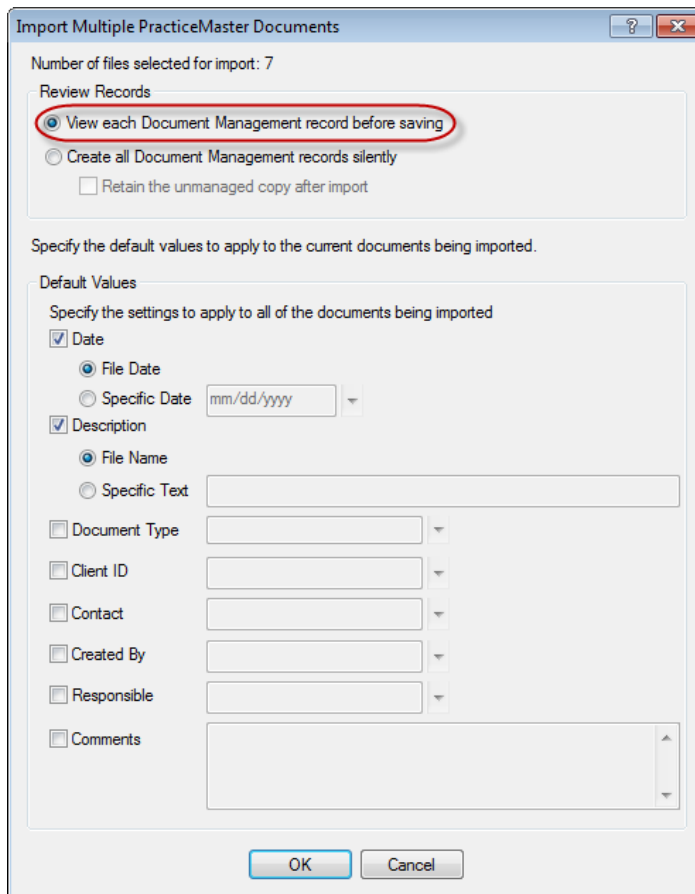 Import Multiple PracticeMaster Documents
Number of files selected for import: 7
Review Records
View each Document Management record before saving
Create all Document Management records silently
Retain the unmanaged copy after import
Specify the default values to apply to the current documents being imported.
Default Values
Specify the settings to apply to all of the documents being imported
Date
File Date
Specific Date mm/dd/yyyy
Description
File Name
Specific Text
Document Type
Client ID
Contact
Created By
Responsible
Comments
OK Cancel